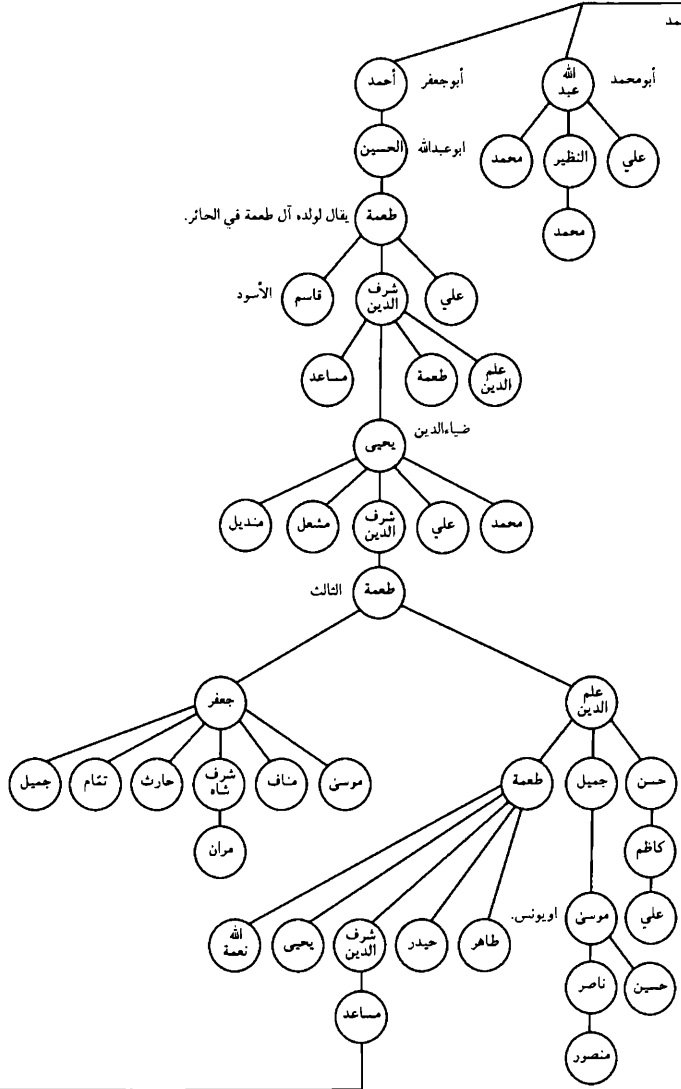 مد
أبومحمد
الله
عبد
أبوجعفر
أحمد
علي
النظير
محمد
ابوعبدالله
الحسين
محمد
يقال لولده آل طعمة في الحائر.
طعمة
علي
شرف
الدين
قاسم
الأسود
علم
الدين
طعمة
مساعد
ضياءالدين
يحيى
محمد
علي
شرف
الدين
مشعل
منديل
طعمة
الثالث
علم
الدين
جعفر
حسن
جميل
طعمة
موسىٰ
مناف
شرف
شاه
حارث
تمّام
جميل
كاظم
مران
علي
موسىٰ
اويونس.
طاهر
حيدر
شرف
الدين
يحيى
الله
نعمة
حسين
ناصر
مساعد
منصور